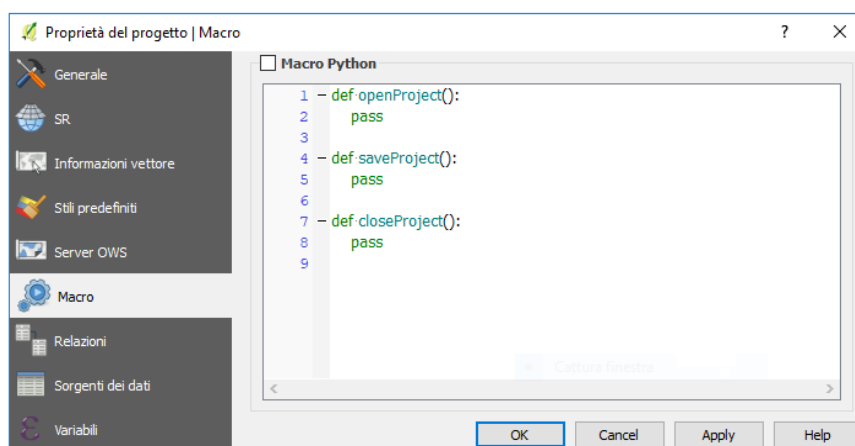 Proprietà del progetto | Macro
?
Generale
SR
Informazioni vettore
Stili predefiniti
Server OWS
Macro
Relazioni
Sorgenti dei dati
Variabili
Macro Python
1 def openProject():
2 pass
3
4 def saveProject():
5 pass
6
7 def closeProject():
8 pass
9
Cattura finestra
OK
Cancel
Apply
Help